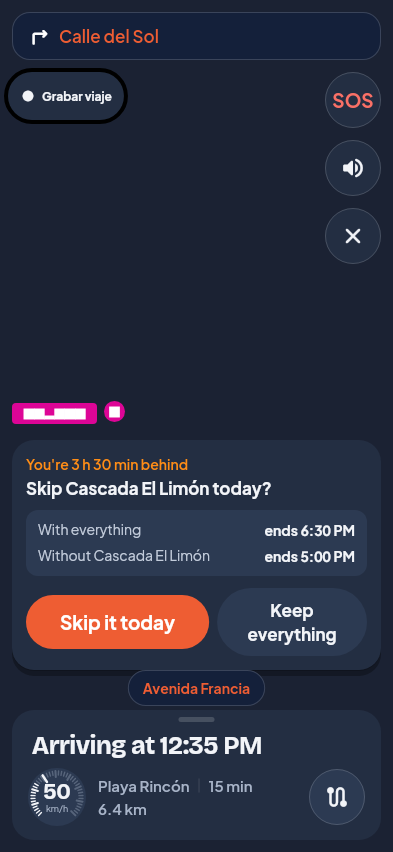 Calle del Sol
Grabar viaje
SOS
You're 3 h 30 min behind
Skip Cascada El Limón today?
With everything
ends 6:30 PM
Without Cascada El Limón
ends 5:00 PM
Skip it today
Keep
everything
Avenida Francia
Arriving at 12:35 PM
50
km/h
Playa Rincón
15 min
6.4 km